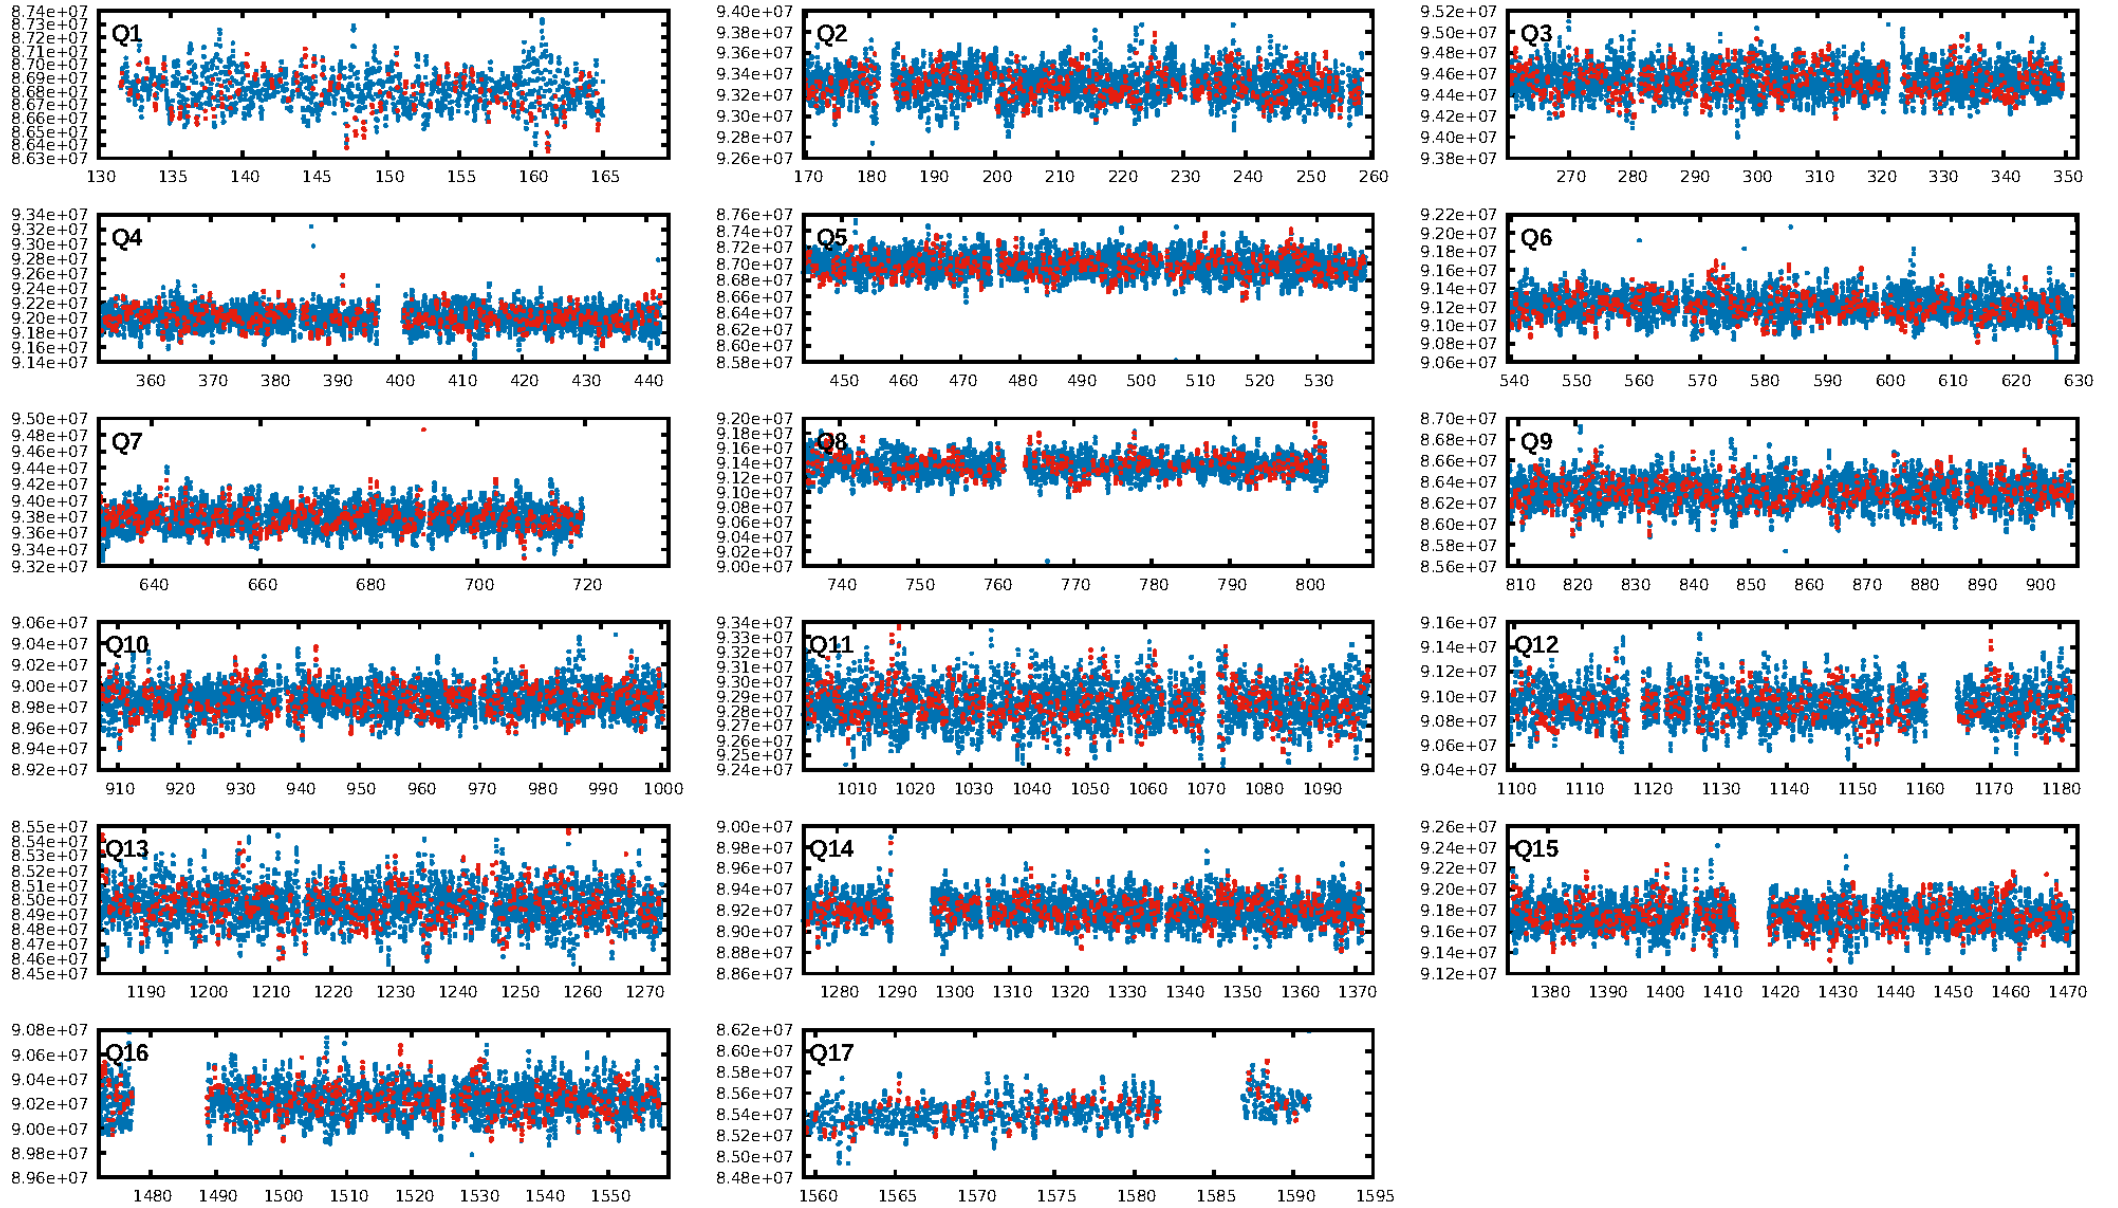 8.74e+07
8.73e+07
8.72e+07
8.71e+07
8.70e+07
8.69e+07
8.68e+07
8.67e+07
8.66e+07
8.65e+07
8.64e+07
8.63e+07
Q1
130 135 140 145 150 155 160 165
9.40e+07
9.38e+07
9.36e+07
9.34e+07
9.32e+07
9.30e+07
9.28e+07
9.26e+07
Q2
170 180 190 200 210 220 230 240 250 260
9.52e+07
9.50e+07
9.48e+07
9.46e+07
9.44e+07
9.42e+07
9.40e+07
9.38e+07
Q3
270 280 290 300 310 320 330 340 350
9.34e+07
9.32e+07
9.30e+07
9.28e+07
9.26e+07
9.24e+07
9.22e+07
9.20e+07
9.18e+07
9.16e+07
9.14e+07
Q4
360 370 380 390 400 410 420 430 440
8.76e+07
8.74e+07
8.72e+07
8.70e+07
8.68e+07
8.66e+07
8.64e+07
8.62e+07
8.60e+07
8.58e+07
Q5
450 460 470 480 490 500 510 520 530
9.22e+07
9.20e+07
9.18e+07
9.16e+07
9.14e+07
9.12e+07
9.10e+07
9.08e+07
9.06e+07
Q6
540 550 560 570 580 590 600 610 620 630
9.50e+07
9.48e+07
9.46e+07
9.44e+07
9.42e+07
9.40e+07
9.38e+07
9.36e+07
9.34e+07
9.32e+07
Q7
640 660 680 700 720
9.20e+07
9.18e+07
9.16e+07
9.14e+07
9.12e+07
9.10e+07
9.08e+07
9.06e+07
9.04e+07
9.02e+07
9.00e+07
Q8
740 750 760 770 780 790 800
8.70e+07
8.68e+07
8.66e+07
8.64e+07
8.62e+07
8.60e+07
8.58e+07
8.56e+07
Q9
810 820 830 840 850 860 870 880 890 900
9.06e+07
9.04e+07
9.02e+07
9.00e+07
8.98e+07
8.96e+07
8.94e+07
8.92e+07
Q10
910 920 930 940 950 960 970 980 990 1000
9.34e+07
9.33e+07
9.32e+07
9.31e+07
9.30e+07
9.29e+07
9.28e+07
9.27e+07
9.26e+07
9.25e+07
9.24e+07
Q11
1010 1020 1030 1040 1050 1060 1070 1080 1090
9.16e+07
9.14e+07
9.12e+07
9.10e+07
9.08e+07
9.06e+07
9.04e+07
Q12
1100 1110 1120 1130 1140 1150 1160 1170 1180
8.55e+07
8.54e+07
8.53e+07
8.52e+07
8.51e+07
8.50e+07
8.49e+07
8.48e+07
8.47e+07
8.46e+07
8.45e+07
Q13
1190 1200 1210 1220 1230 1240 1250 1260 1270
9.00e+07
8.98e+07
8.96e+07
8.94e+07
8.92e+07
8.90e+07
8.88e+07
8.86e+07
Q14
1280 1290 1300 1310 1320 1330 1340 1350 1360 1370
9.26e+07
9.24e+07
9.22e+07
9.20e+07
9.18e+07
9.16e+07
9.14e+07
9.12e+07
Q15
1380 1390 1400 1410 1420 1430 1440 1450 1460 1470
9.08e+07
9.06e+07
9.04e+07
9.02e+07
9.00e+07
8.98e+07
8.96e+07
Q16
1480 1490 1500 1510 1520 1530 1540 1550
8.62e+07
8.60e+07
8.58e+07
8.56e+07
8.54e+07
8.52e+07
8.50e+07
8.48e+07
Q17
1560 1565 1570 1575 1580 1585 1590 1595